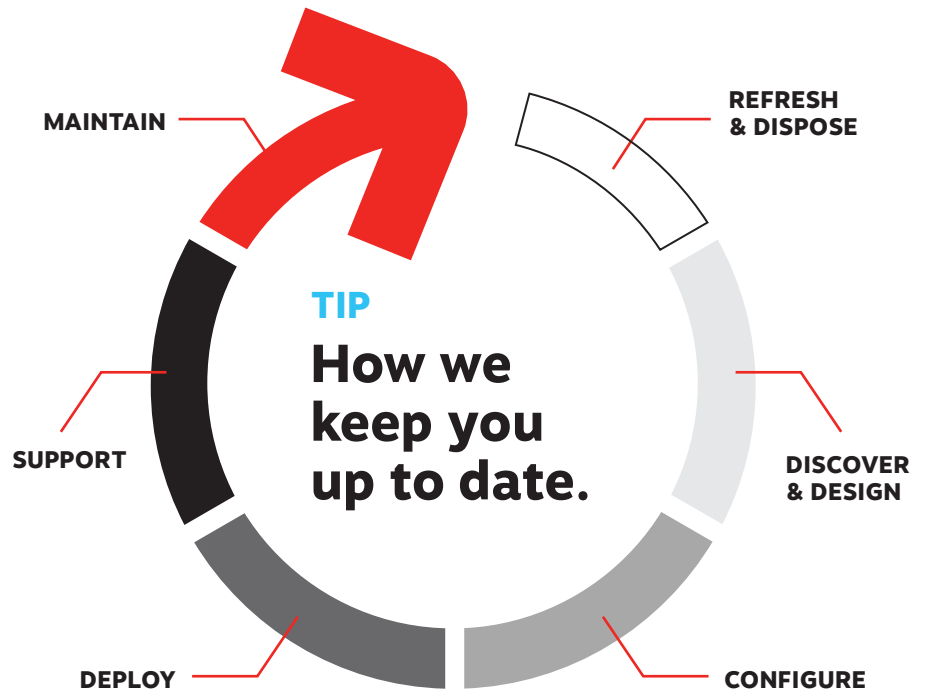 REFRESH
& DISPOSE
MAINTAIN
TIP
How we
keep you
up to date.
SUPPORT
DISCOVER
& DESIGN
DEPLOY
CONFIGURE